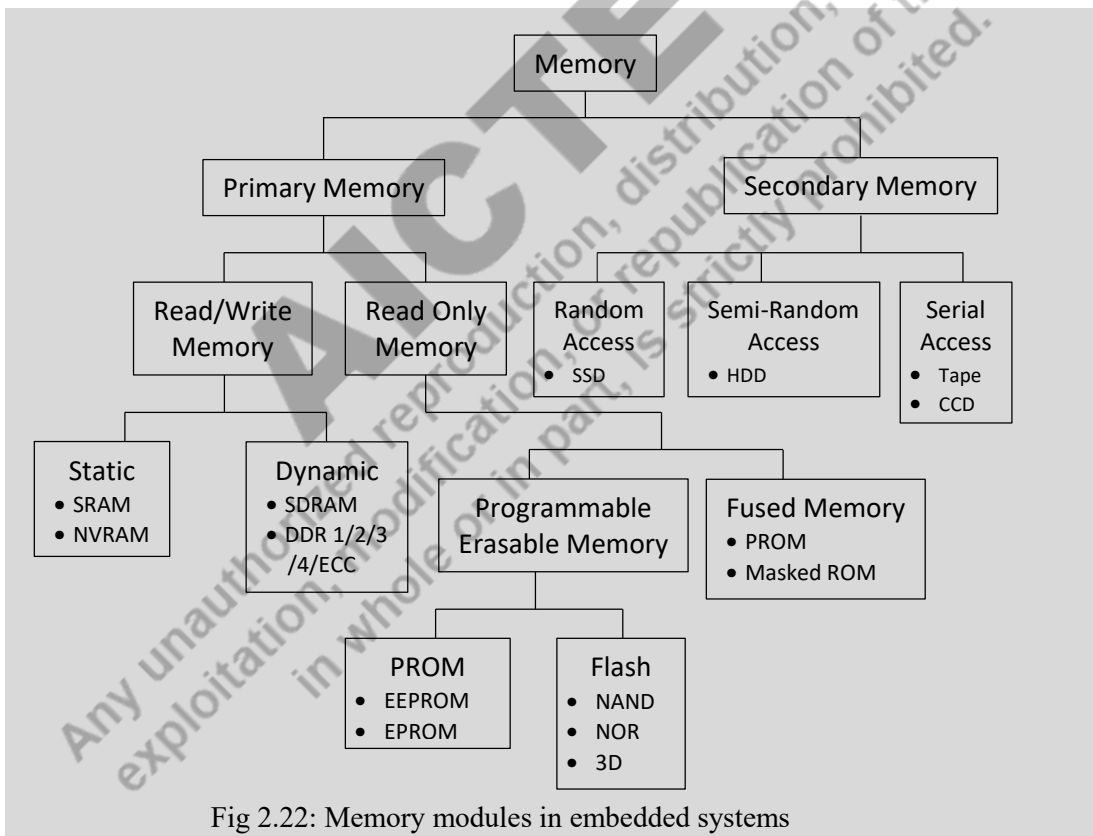 Memory
Primary Memory
Secondary Memory
Read/Write
Memory
Read Only
Memory
Random
Access
• SSD
Semi-Random
Access
• HDD
Serial
Access
• Tape
• CCD
Static
• SRAM
• NVRAM
Dynamic
• SDRAM
• DDR 1/2/3
/4/ECC
Programmable
Erasable Memory
Fused Memory
• PROM
• Masked ROM
PROM
• EEPROM
• EPROM
Flash
• NAND
• NOR
• 3D
Fig 2.22: Memory modules in embedded systems
AICTE
Any unauthorized reproduction, distribution,
exploitation, modification, or republication of
in whole or in part, is strictly prohibited.